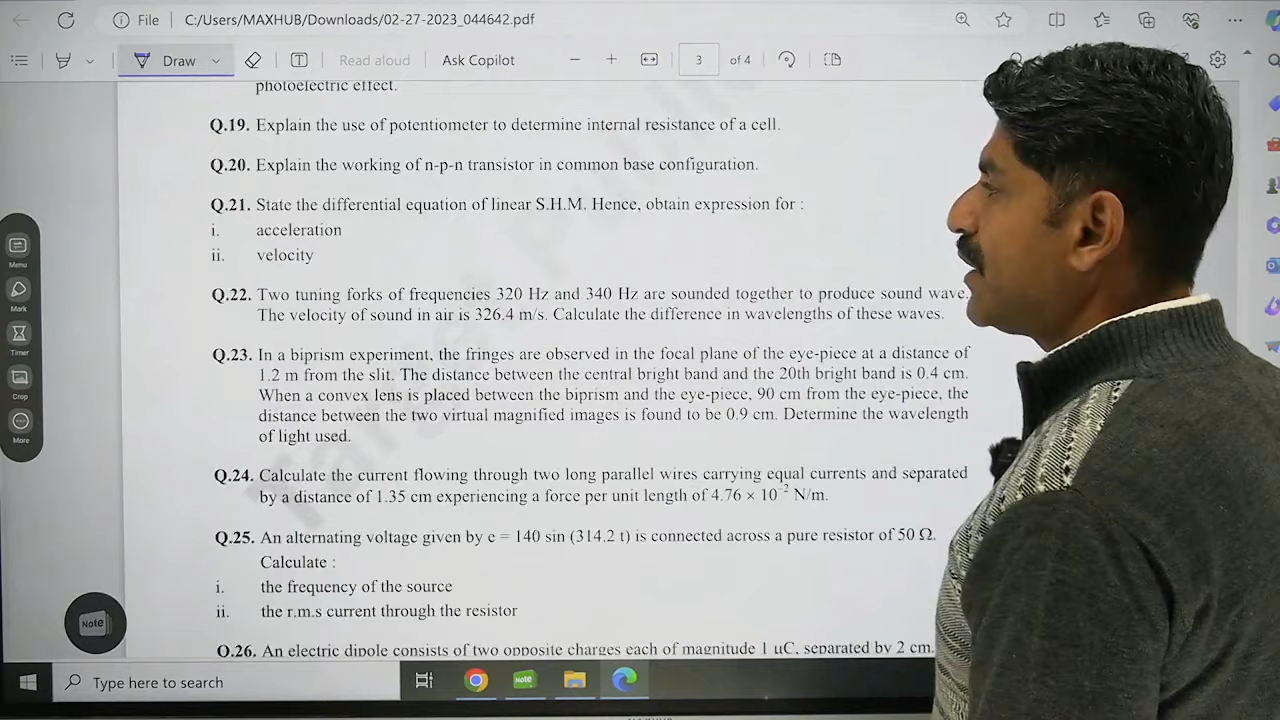 File C:/Users/MAXHUB/Downloads/02-27-2023_044642.pdf
Draw Read aloud Ask Copilot 3 of 4
photoelectric effect.
Q.19. Explain the use of potentiometer to determine internal resistance of a cell.
Q.20. Explain the working of n-p-n transistor in common base configuration.
Q.21. State the differential equation of linear S.H.M. Hence, obtain expression for :
i. acceleration
ii. velocity
Q.22. Two tuning forks of frequencies 320 Hz and 340 Hz are sounded together to produce sound wave.
The velocity of sound in air is 326.4 m/s. Calculate the difference in wavelengths of these waves.
Q.23. In a biprism experiment, the fringes are observed in the focal plane of the eye-piece at a distance of
1.2 m from the slit. The distance between the central bright band and the 20th bright band is 0.4 cm.
When a convex lens is placed between the biprism and the eye-piece, 90 cm from the eye-piece, the
distance between the two virtual magnified images is found to be 0.9 cm. Determine the wavelength
of light used.
Q.24. Calculate the current flowing through two long parallel wires carrying equal currents and separated
by a distance of 1.35 cm experiencing a force per unit length of 4.76 × 10⁻² N/m.
Q.25. An alternating voltage given by e = 140 sin (314.2 t) is connected across a pure resistor of 50 Ω.
Calculate :
i. the frequency of the source
ii. the r.m.s current through the resistor
Q.26. An electric dipole consists of two opposite charges each of magnitude 1 μC, separated by 2 cm.
Menu
Mark
Timer
Crop
More
Note
Type here to search
Note